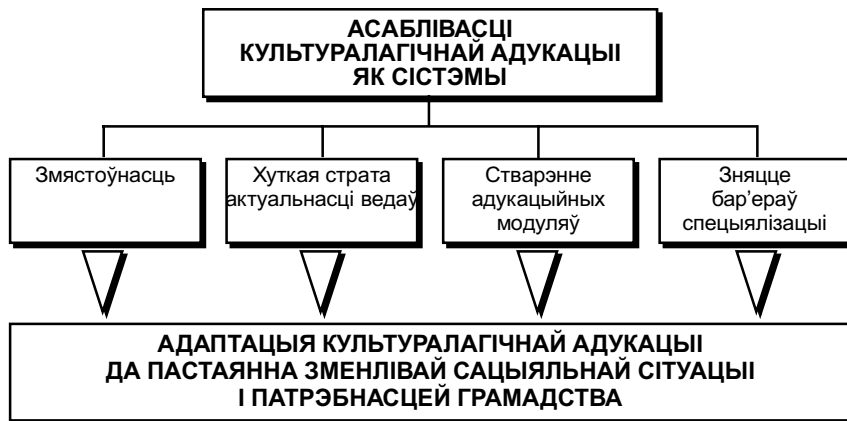 АСАБЛІВАСЦІ
КУЛЬТУРАЛАГІЧНАЙ АДУКАЦЫІ
ЯК СІСТЭМЫ
Змястоўнасць
Хуткая страта
актуальнасці ведаў
Стварэнне
адукацыйных
модуляў
Зняцце
бар’ераў
спецыялізацыі
АДАПТАЦЫЯ КУЛЬТУРАЛАГІЧНАЙ АДУКАЦЫІ
ДА ПАСТАЯННА ЗМЕНЛІВАЙ САЦЫЯЛЬНАЙ СІТУАЦЫІ
І ПАТРЭБНАСЦЕЙ ГРАМАДСТВА